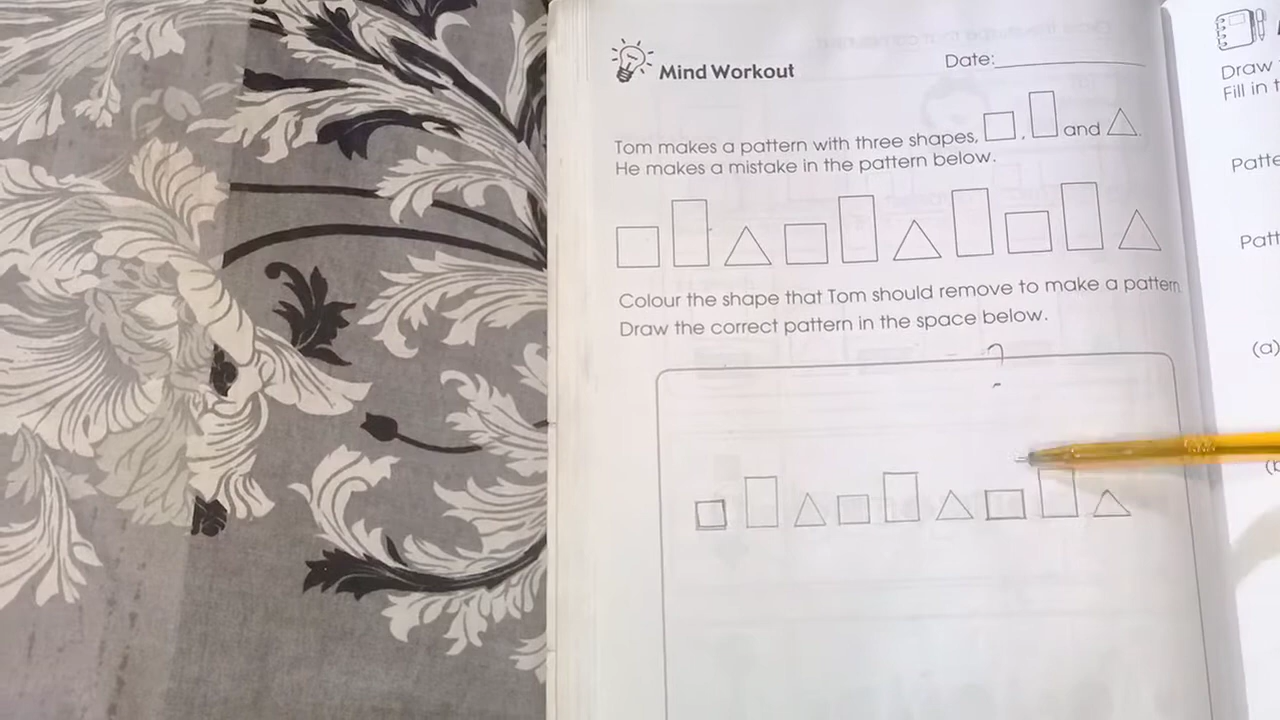 Mind Workout
Date:
Tom makes a pattern with three shapes, , and .
He makes a mistake in the pattern below.
Colour the shape that Tom should remove to make a pattern
Draw the correct pattern in the space below.
?
Draw
Fill in
Patte
Patt
(a)